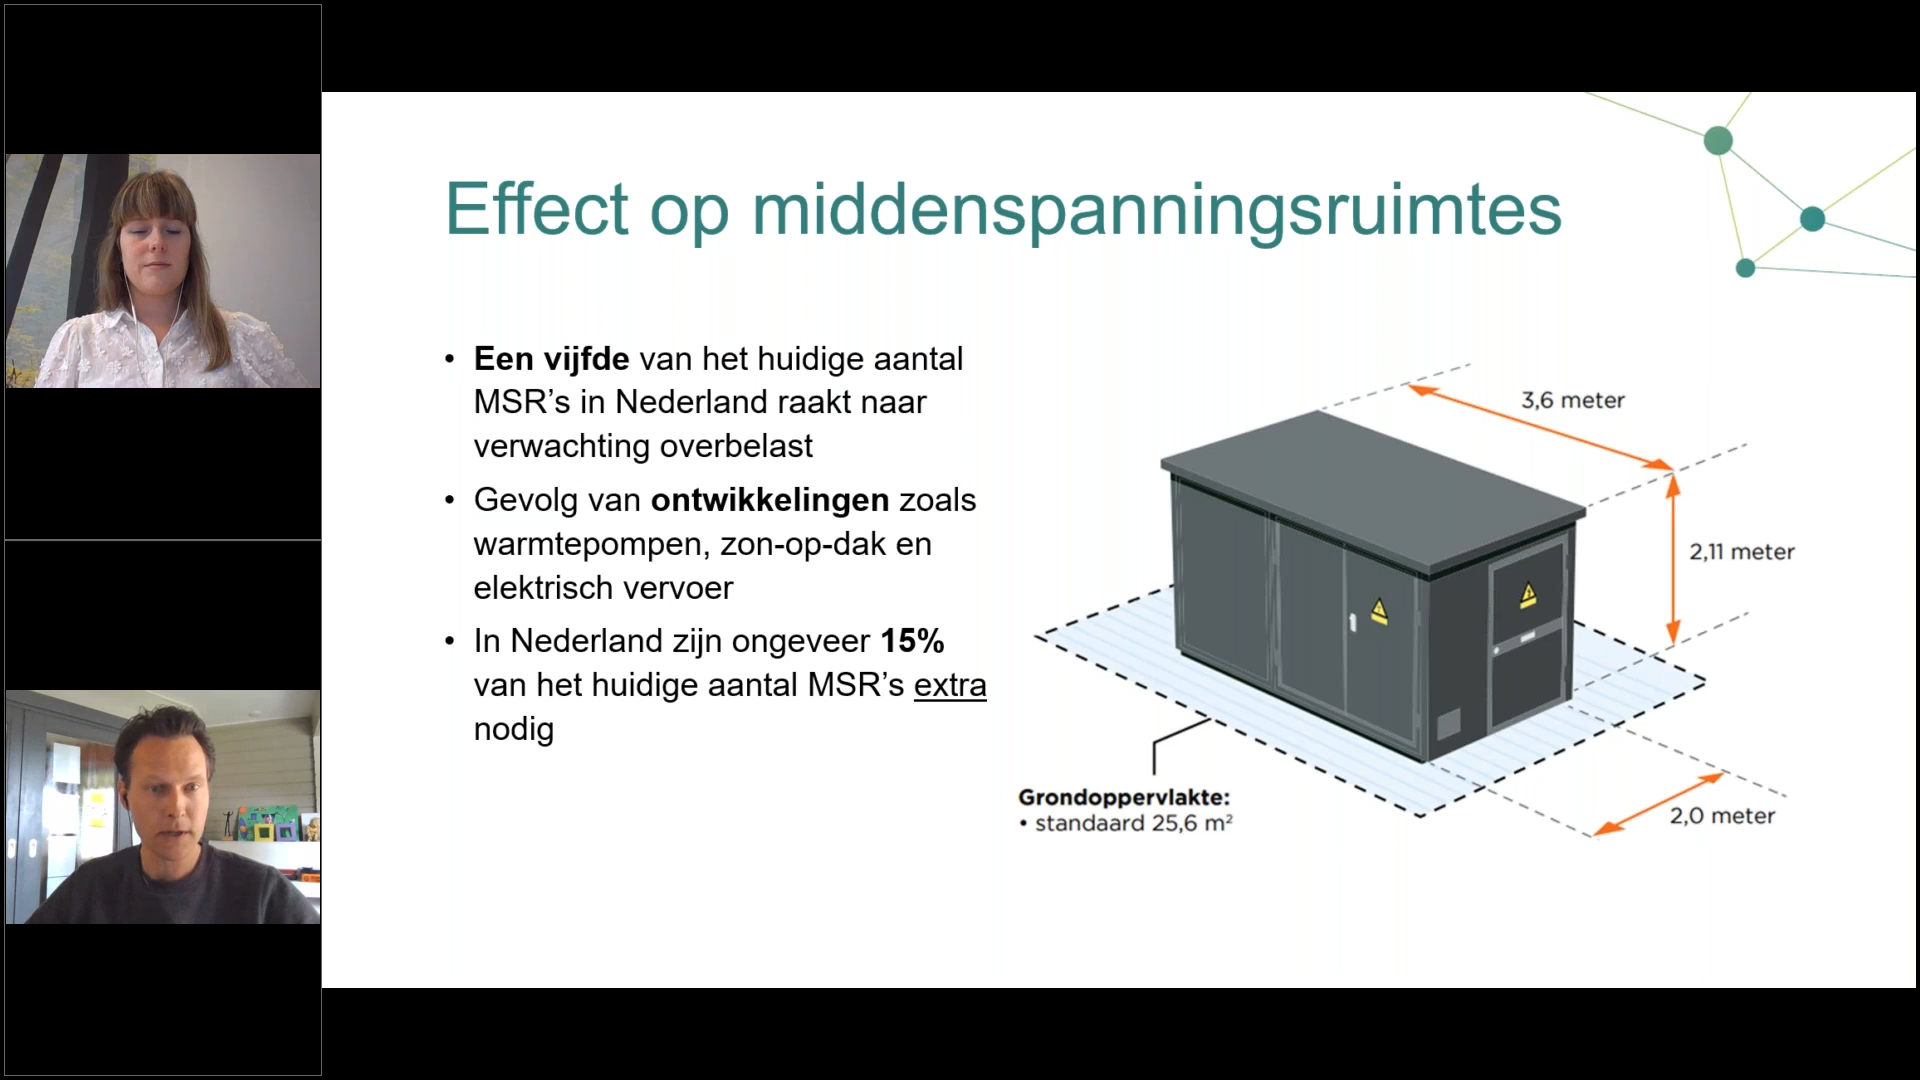 Effect op middenspanningsruimtes
• Een vijfde van het huidige aantal
MSR’s in Nederland raakt naar
verwachting overbelast
• Gevolg van ontwikkelingen zoals
warmtepompen, zon-op-dak en
elektrisch vervoer
• In Nederland zijn ongeveer 15%
van het huidige aantal MSR’s extra
nodig
3,6 meter
2,11 meter
2,0 meter
Grondoppervlakte:
• standaard 25,6 m²